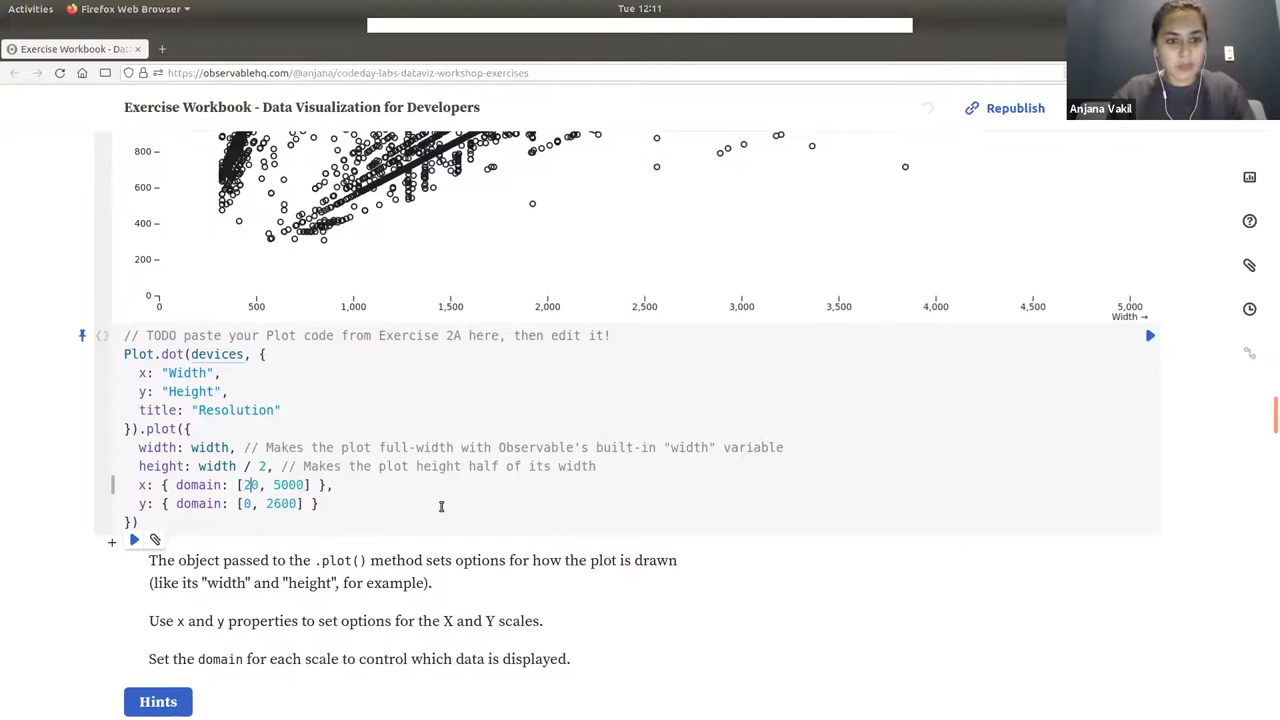 Activities
Firefox Web Browser
Tue 12:11
Exercise Workbook - Data
https://observablehq.com/@anjana/codeday-labs-dataviz-workshop-exercises
Anjana Vakil
Exercise Workbook - Data Visualization for Developers
Republish
800
600
400
200
0
0 500 1,000 1,500 2,000 2,500 3,000 3,500 4,000 4,500 5,000
Width →
// TODO paste your Plot code from Exercise 2A here, then edit it!
Plot.dot(devices, {
x: "Width",
y: "Height",
title: "Resolution"
}).plot({
width: width, // Makes the plot full-width with Observable's built-in "width" variable
height: width / 2, // Makes the plot height half of its width
x: { domain: [20, 5000] },
y: { domain: [0, 2600] }
})
The object passed to the .plot() method sets options for how the plot is drawn
(like its "width" and "height", for example).
Use x and y properties to set options for the X and Y scales.
Set the domain for each scale to control which data is displayed.
Hints